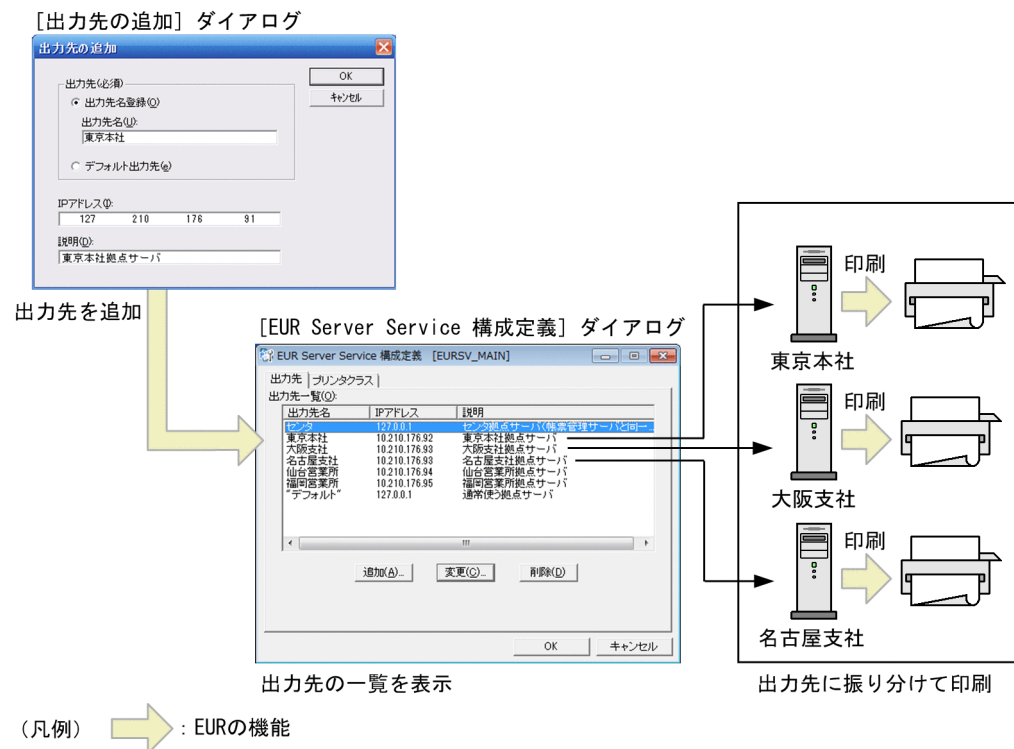 [出力先の追加] ダイアログ
出力先の追加
出力先(必須)
出力先名登録(O)
出力先名(U):
東京本社
デフォルト出力先(e)
OK
キャンセル
IPアドレス(I):
127 210 176 91
説明(D):
東京本社拠点サーバ
出力先を追加
[EUR Server Service 構成定義] ダイアログ
EUR Server Service 構成定義 [EURSV_MAIN]
出力先 プリンタクラス
出力先一覧(O):
出力先名 IPアドレス 説明
センタ 127.0.0.1 センタ拠点サーバ(帳票管理サーバと同一
東京本社 10.210.176.92 東京本社拠点サーバ
大阪支社 10.210.176.93 大阪支社拠点サーバ
名古屋支社 10.210.176.93 名古屋支社拠点サーバ
仙台営業所 10.210.176.94 仙台営業所拠点サーバ
福岡営業所 10.210.176.95 福岡営業所拠点サーバ
"デフォルト" 127.0.0.1 通常使う拠点サーバ
追加(A)... 変更(C)... 削除(D)
OK キャンセル
出力先の一覧を表示
印刷
東京本社
印刷
大阪支社
印刷
名古屋支社
出力先に振り分けて印刷
(凡例) : EURの機能